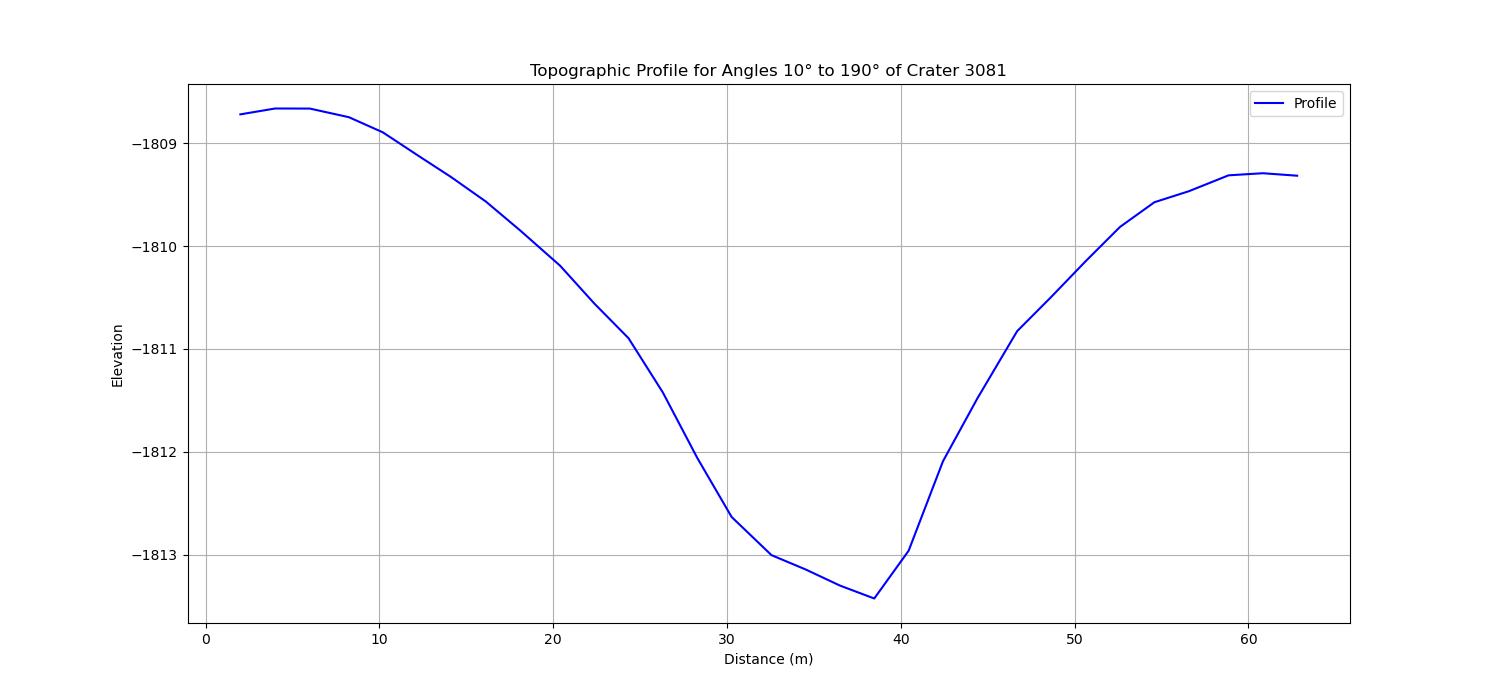 Topographic Profile for Angles 10° to 190° of Crater 3081
Profile
−1809
−1810
−1811
−1812
−1813
Elevation
0 10 20 30 40 50 60
Distance (m)